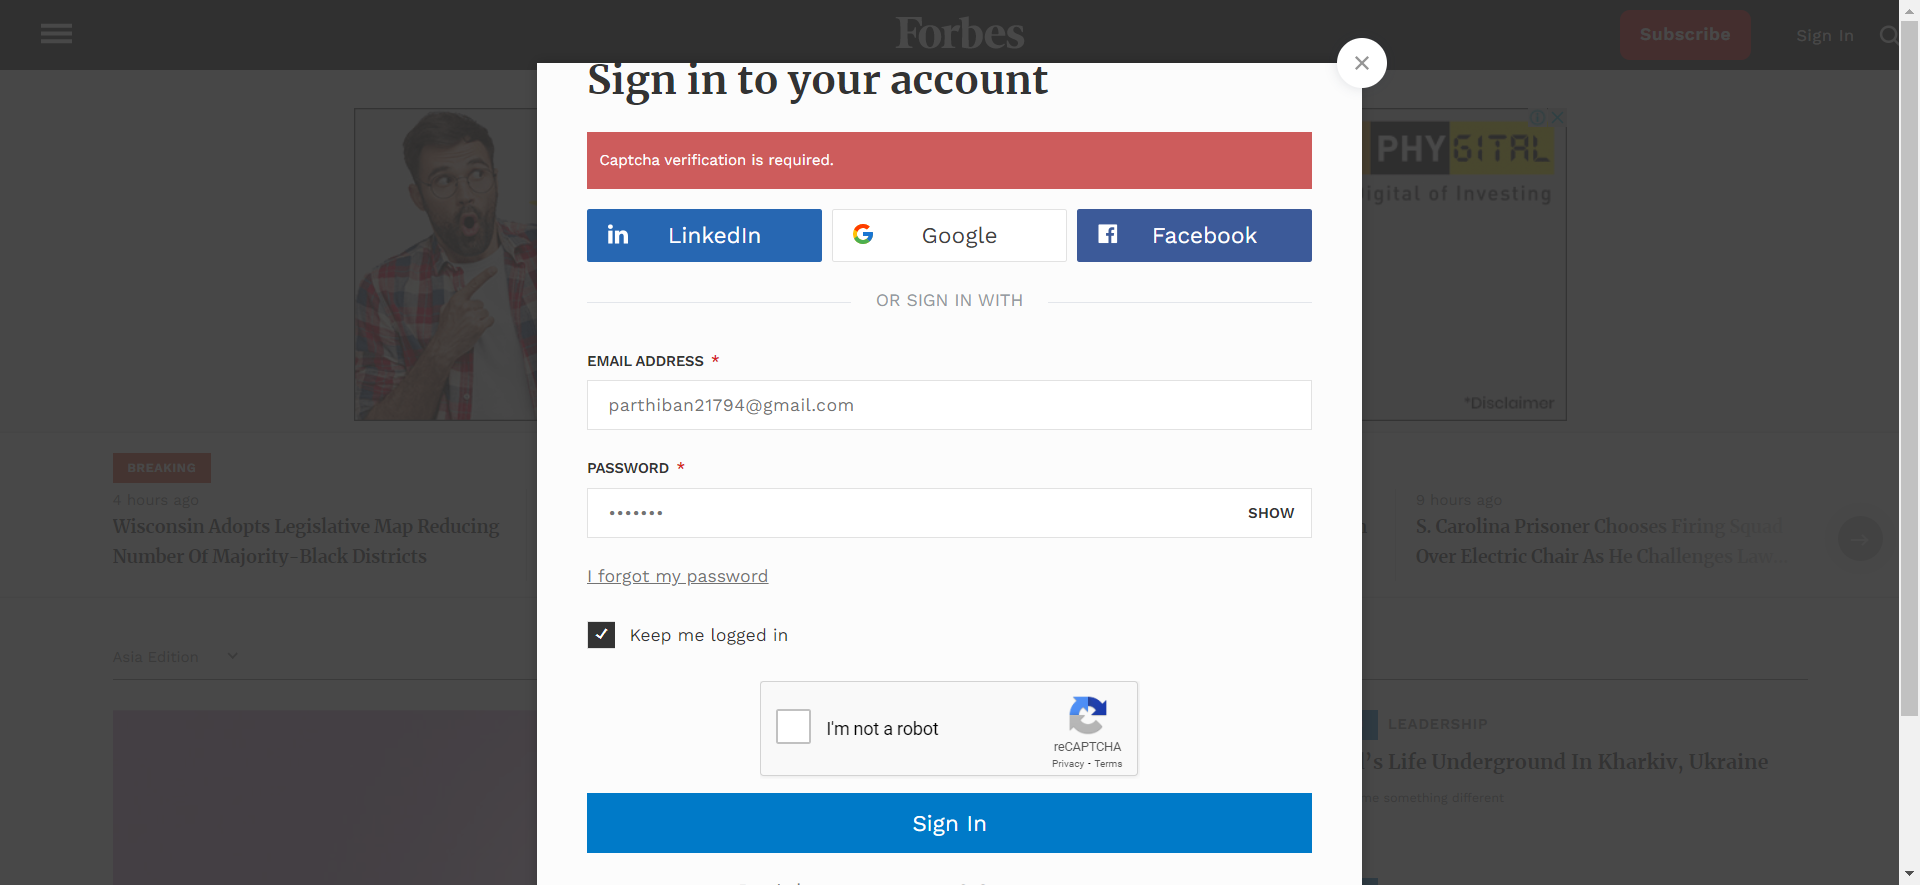 Forbes
Subscribe
Sign In
Sign in to your account
Captcha verification is required.
LinkedIn
Google
Facebook
OR SIGN IN WITH
EMAIL ADDRESS *
parthiban21794@gmail.com
PASSWORD *
•••••••
SHOW
I forgot my password
Keep me logged in
I'm not a robot
reCAPTCHA
Privacy - Terms
Sign In
PHYGITAL
igital of Investing
*Disclaimer
BREAKING
4 hours ago
Wisconsin Adopts Legislative Map Reducing
Number Of Majority-Black Districts
9 hours ago
S. Carolina Prisoner Chooses Firing Squad
Over Electric Chair As He Challenges Law...
Asia Edition
LEADERSHIP
's Life Underground In Kharkiv, Ukraine
me something different